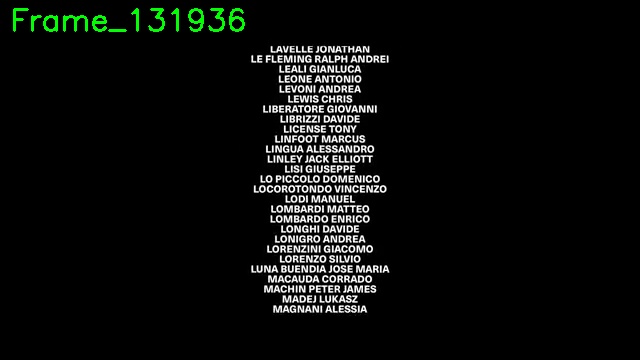 Frame_131936
LAVELLE JONATHAN
LE FLEMING RALPH ANDREI
LEALI GIANLUCA
LEONE ANTONIO
LEVONI ANDREA
LEWIS CHRIS
LIBERATORE GIOVANNI
LIBRIZZI DAVIDE
LICENSE TONY
LINFOOT MARCUS
LINGUA ALESSANDRO
LINLEY JACK ELLIOTT
LISI GIUSEPPE
LO PICCOLO DOMENICO
LOCOROTONDO VINCENZO
LODI MANUEL
LOMBARDI MATTEO
LOMBARDO ENRICO
LONGHI DAVIDE
LONIGRO ANDREA
LORENZINI GIACOMO
LORENZO SILVIO
LUNA BUENDIA JOSE MARIA
MACAUDA CORRADO
MACHIN PETER JAMES
MADEJ LUKASZ
MAGNANI ALESSIA